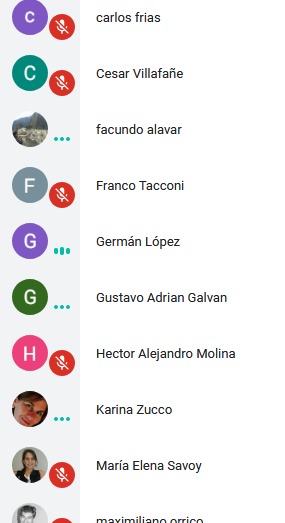 c carlos frias
C Cesar Villafañe
facundo alavar
F Franco Tacconi
G Germán López
G Gustavo Adrian Galvan
H Hector Alejandro Molina
Karina Zucco
María Elena Savoy
maximiliano orrico